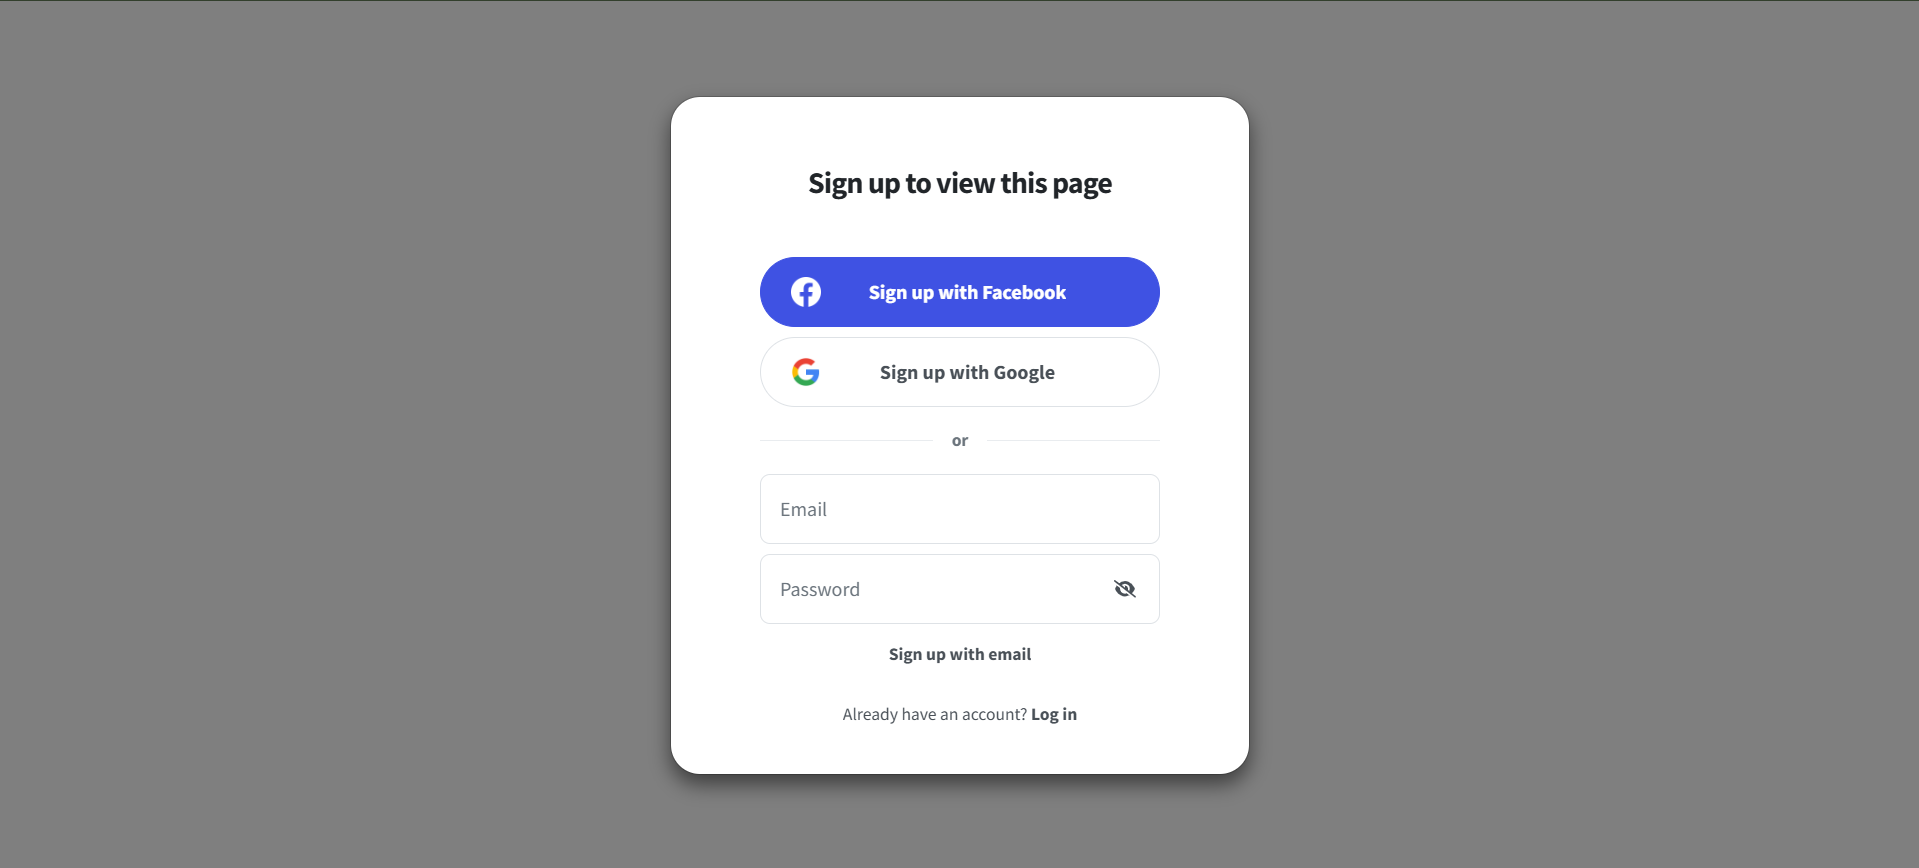 Sign up to view this page
Sign up with Facebook
Sign up with Google
or
Email
Password
Sign up with email
Already have an account? Log in